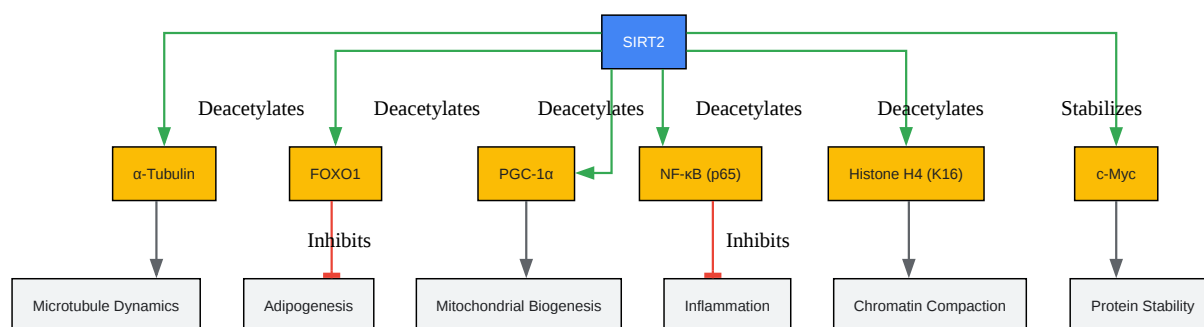 SIRT2
Deacetylates
Deacetylates
Deacetylates
Deacetylates
Deacetylates
Stabilizes
α-Tubulin
FOXO1
PGC-1α
NF-κB (p65)
Histone H4 (K16)
c-Myc
Inhibits
Inhibits
Microtubule Dynamics
Adipogenesis
Mitochondrial Biogenesis
Inflammation
Chromatin Compaction
Protein Stability